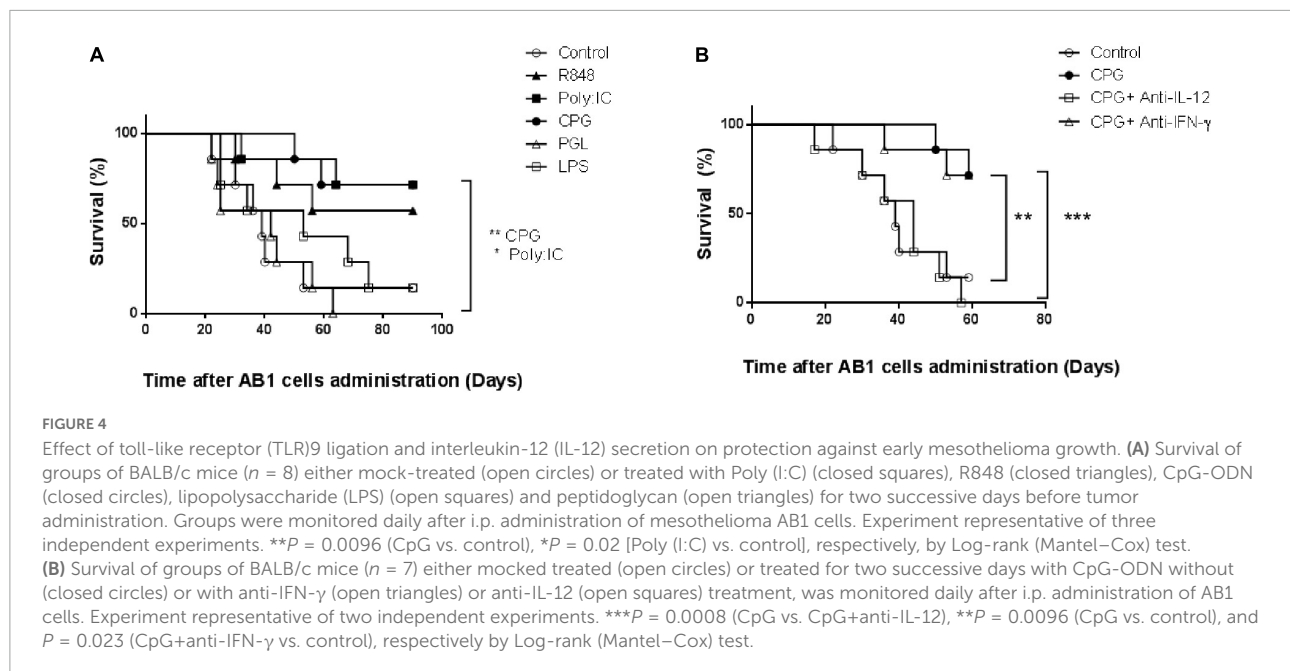 A
Control
R848
Poly:IC
CPG
PGL
LPS
100
50
0
Survival (%)
0 20 40 60 80 100
** CPG
* Poly:IC
Time after AB1 cells administration (Days)
B
Control
CPG
CPG+ Anti-IL-12
CPG+ Anti-IFN-γ
100
50
0
Survival (%)
0 20 40 60 80
** ***
Time after AB1 cells administration (Days)
FIGURE 4
Effect of toll-like receptor (TLR)9 ligation and interleukin-12 (IL-12) secretion on protection against early mesothelioma growth. (A) Survival of
groups of BALB/c mice (n = 8) either mock-treated (open circles) or treated with Poly (I:C) (closed squares), R848 (closed triangles), CpG-ODN
(closed circles), lipopolysaccharide (LPS) (open squares) and peptidoglycan (open triangles) for two successive days before tumor
administration. Groups were monitored daily after i.p. administration of mesothelioma AB1 cells. Experiment representative of three
independent experiments. **P = 0.0096 (CpG vs. control), *P = 0.02 [Poly (I:C) vs. control], respectively, by Log-rank (Mantel–Cox) test.
(B) Survival of groups of BALB/c mice (n = 7) either mocked treated (open circles) or treated for two successive days with CpG-ODN without
(closed circles) or with anti-IFN-γ (open triangles) or anti-IL-12 (open squares) treatment, was monitored daily after i.p. administration of AB1
cells. Experiment representative of two independent experiments. ***P = 0.0008 (CpG vs. CpG+anti-IL-12), **P = 0.0096 (CpG vs. control), and
P = 0.023 (CpG+anti-IFN-γ vs. control), respectively by Log-rank (Mantel–Cox) test.